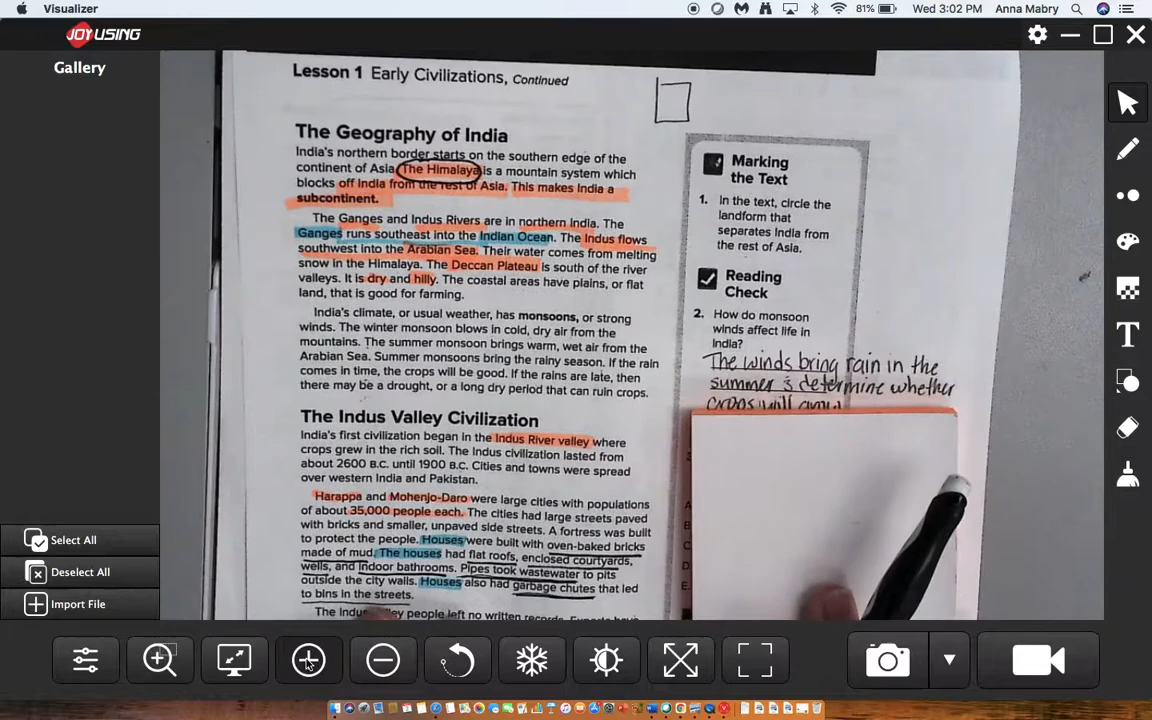 Visualizer
81%
Wed 3:02 PM
Anna Mabry
JOYUSING
Gallery
Lesson 1 Early Civilizations, Continued
The Geography of India
India's northern border starts on the southern edge of the
continent of Asia. The Himalaya is a mountain system which
blocks off India from the rest of Asia. This makes India a
subcontinent.
The Ganges and Indus Rivers are in northern India. The
Ganges runs southeast into the Indian Ocean. The Indus flows
southwest into the Arabian Sea. Their water comes from melting
snow in the Himalaya. The Deccan Plateau is south of the river
valleys. It is dry and hilly. The coastal areas have plains, or flat
land, that is good for farming.
India's climate, or usual weather, has monsoons, or strong
winds. The winter monsoon blows in cold, dry air from the
mountains. The summer monsoon brings warm, wet air from the
Arabian Sea. Summer monsoons bring the rainy season. If the rain
comes in time, the crops will be good. If the rains are late, then
there may be a drought, or a long dry period that can ruin crops.
The Indus Valley Civilization
India's first civilization began in the Indus River valley where
crops grew in the rich soil. The Indus civilization lasted from
about 2600 B.C. until 1900 B.C. Cities and towns were spread
over western India and Pakistan.
Harappa and Mohenjo-Daro were large cities with populations
of about 35,000 people each. The cities had large streets paved
with bricks and smaller, unpaved side streets. A fortress was built
to protect the people. Houses were built with oven-baked bricks
made of mud. The houses had flat roofs, enclosed courtyards,
wells, and indoor bathrooms. Pipes took wastewater to pits
outside the city walls. Houses also had garbage chutes that led
to bins in the streets.
The Indus Valley people left no written records.
Marking
the Text
1. In the text, circle the
landform that
separates India from
the rest of Asia.
Reading
Check
2. How do monsoon
winds affect life in
India?
The winds bring rain in the
summer & determine whether
crops will
A
B
C
D
E.
Select All
Deselect All
Import File
T